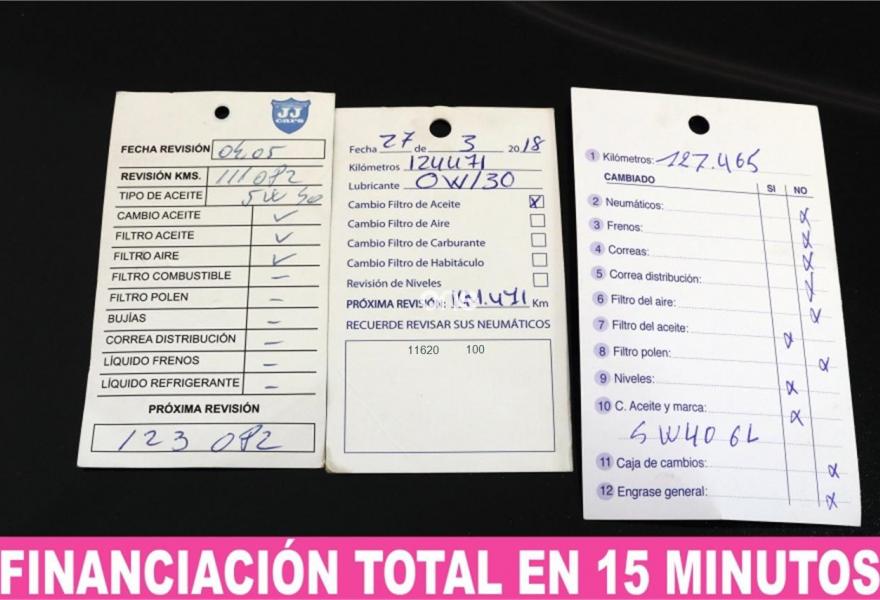 JJ
cars
FECHA REVISIÓN 04.05
REVISIÓN KMS. 111082
TIPO DE ACEITE 5W 30
CAMBIO ACEITE ✓
FILTRO ACEITE ✓
FILTRO AIRE ✓
FILTRO COMBUSTIBLE –
FILTRO POLEN –
BUJÍAS –
CORREA DISTRIBUCIÓN –
LÍQUIDO FRENOS –
LÍQUIDO REFRIGERANTE –
PRÓXIMA REVISIÓN
123 082
Fecha 27 de 3 2018
Kilómetros 124471
Lubricante 0W/30
Cambio Filtro de Aceite X
Cambio Filtro de Aire
Cambio Filtro de Carburante
Cambio Filtro de Habitáculo
Revisión de Niveles
PRÓXIMA REVISIÓN: 141.471 Km
RECUERDE REVISAR SUS NEUMÁTICOS
11620 100
1 Kilómetros: 127.465
CAMBIADO SI NO
2 Neumáticos: x
3 Frenos: x
4 Correas: x
5 Correa distribución: x
6 Filtro del aire: x
7 Filtro del aceite: x
8 Filtro polen: x
9 Niveles: x
10 C. Aceite y marca: x
5W40 6L
11 Caja de cambios: x
12 Engrase general: x
FINANCIACIÓN TOTAL EN 15 MINUTOS